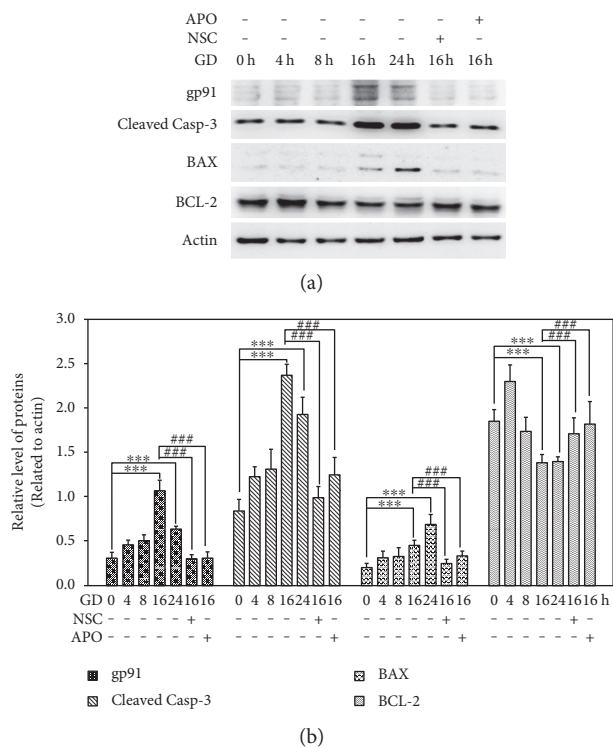 APO – – – – – – +
NSC – – – – – + –
GD 0 h 4 h 8 h 16 h 24 h 16 h 16 h
gp91
Cleaved Casp-3
BAX
BCL-2
Actin
(a)
Relative level of proteins
(Related to actin)
3.0
2.5
2.0
1.5
1.0
0.5
0.0
*** *** ### ###
*** *** ### ###
*** *** ### ###
*** *** ### ###
GD 0 4 8 16 24 16 16 0 4 8 16 24 16 16 0 4 8 16 24 16 16 0 4 8 16 24 16 16 h
NSC + – + – + – + –
APO – + – + – + – +
gp91 BAX
Cleaved Casp-3 BCL-2
(b)